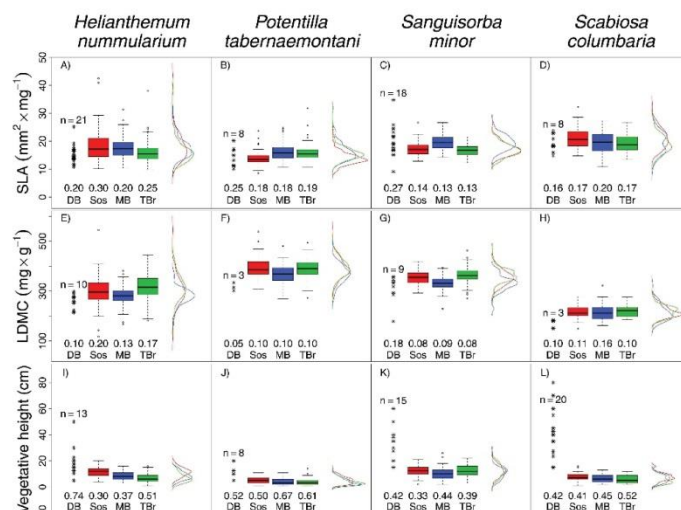 Helianthemum nummularium
Potentilla tabernaemontani
Sanguisorba minor
Scabiosa columbaria
SLA (mm² × mg⁻¹)
50
40
30
20
10
0
A)
n = 21
0.20 0.30 0.20 0.25
DB Sos MB TBr
B)
n = 8
0.25 0.18 0.18 0.19
DB Sos MB TBr
C)
n = 18
0.27 0.14 0.13 0.13
DB Sos MB TBr
D)
n = 8
0.16 0.17 0.20 0.17
DB Sos MB TBr
LDMC (mg × g⁻¹)
500
300
100
E)
n = 10
0.10 0.20 0.13 0.17
DB Sos MB TBr
F)
n = 3
0.05 0.10 0.10 0.10
DB Sos MB TBr
G)
n = 9
0.18 0.08 0.09 0.08
DB Sos MB TBr
H)
n = 3
0.10 0.11 0.16 0.10
DB Sos MB TBr
Vegetative height (cm)
80
60
40
20
0
I)
n = 13
0.74 0.30 0.37 0.51
DB Sos MB TBr
J)
n = 8
0.52 0.50 0.67 0.61
DB Sos MB TBr
K)
n = 15
0.42 0.33 0.44 0.39
DB Sos MB TBr
L)
n = 20
0.42 0.41 0.45 0.52
DB Sos MB TBr